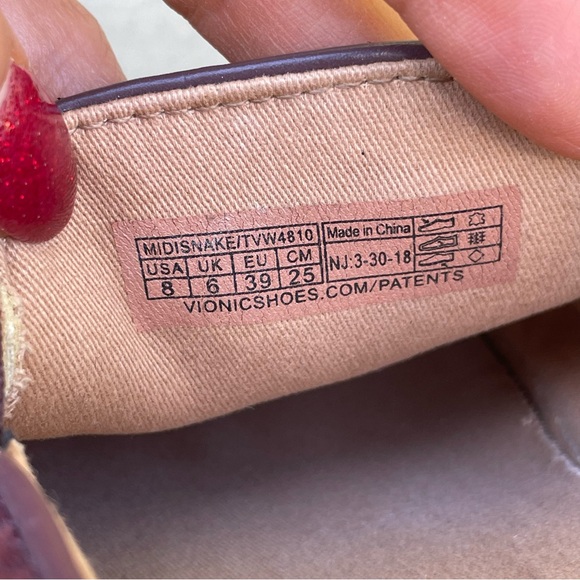 MIDISNAKE/TVW4810
USA UK EU CM
8 6 39 25
Made in China
NJ:3-30-18
VIONICSHOES.COM/PATENTS